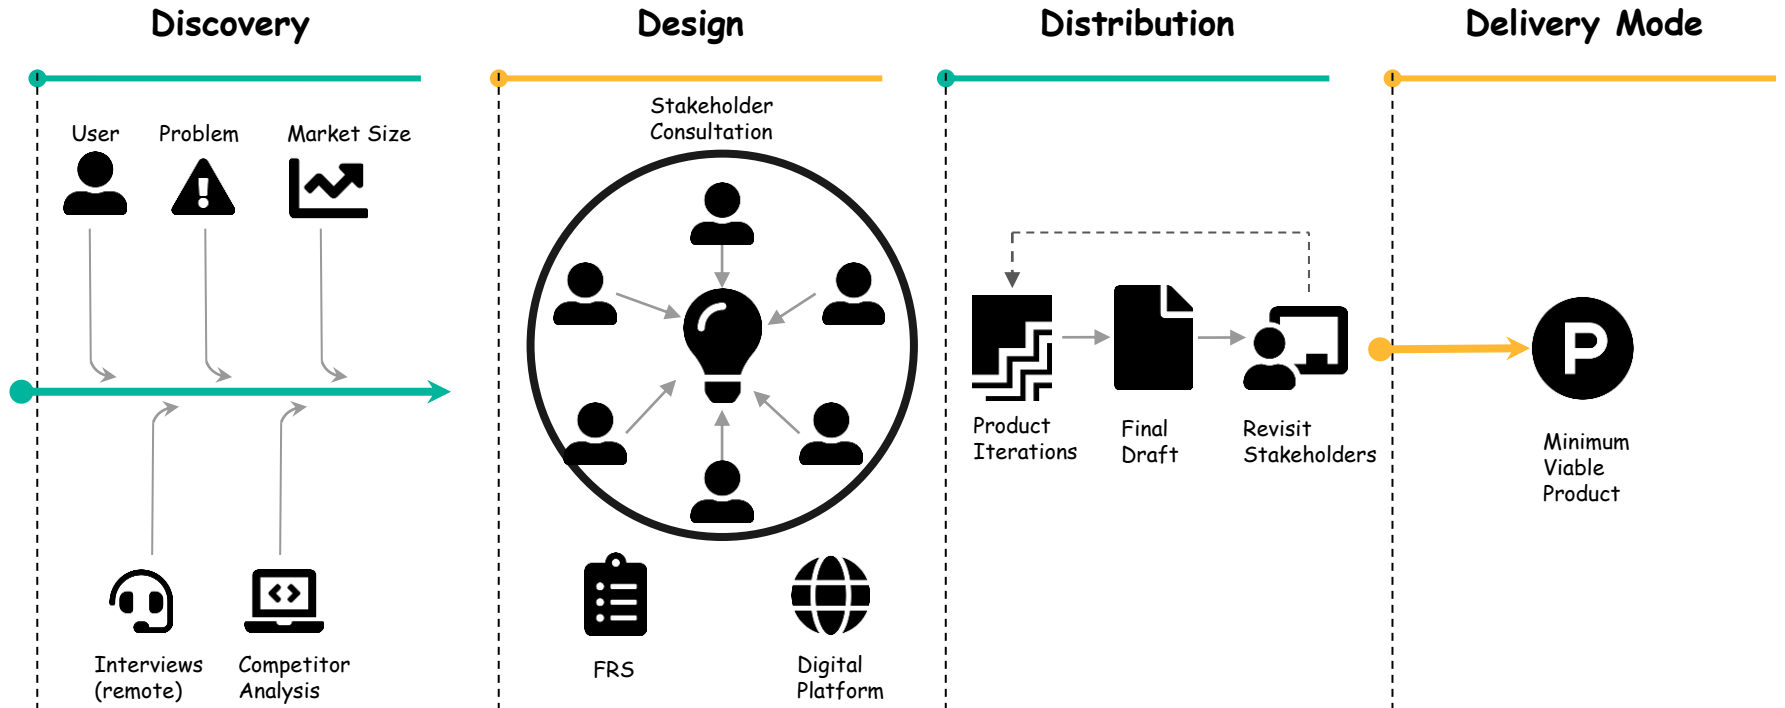 Discovery
Design
Distribution
Delivery Mode
User
Problem
Market Size
Interviews
(remote)
Competitor
Analysis
Stakeholder
Consultation
FRS
Digital
Platform
Product
Iterations
Final
Draft
Revisit
Stakeholders
P
Minimum
Viable
Product